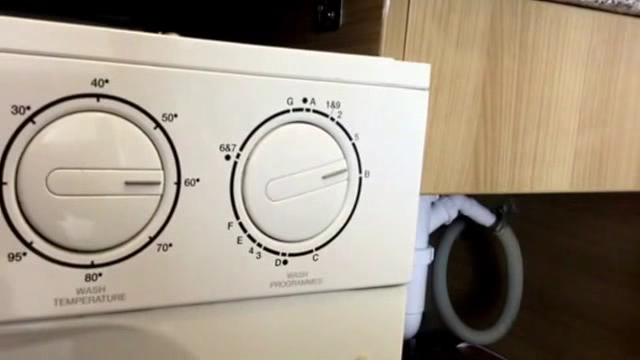 40°
30°
50°
60°
70°
80°
95°
WASH
TEMPERATURE
G A
1&9
2
5
B
C
D
3
4
E
F
6&7
WASH
PROGRAMMES